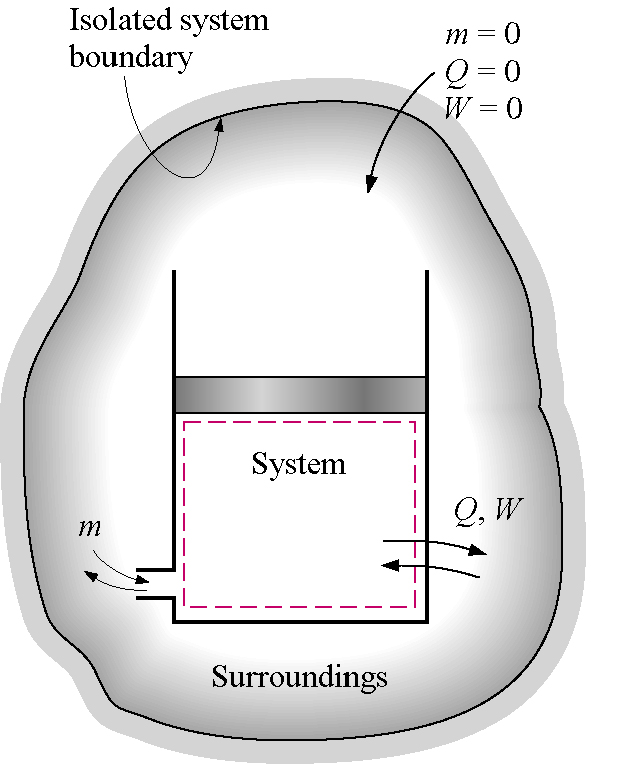 Isolated system
boundary
m = 0
Q = 0
W = 0
System
Q, W
m
Surroundings